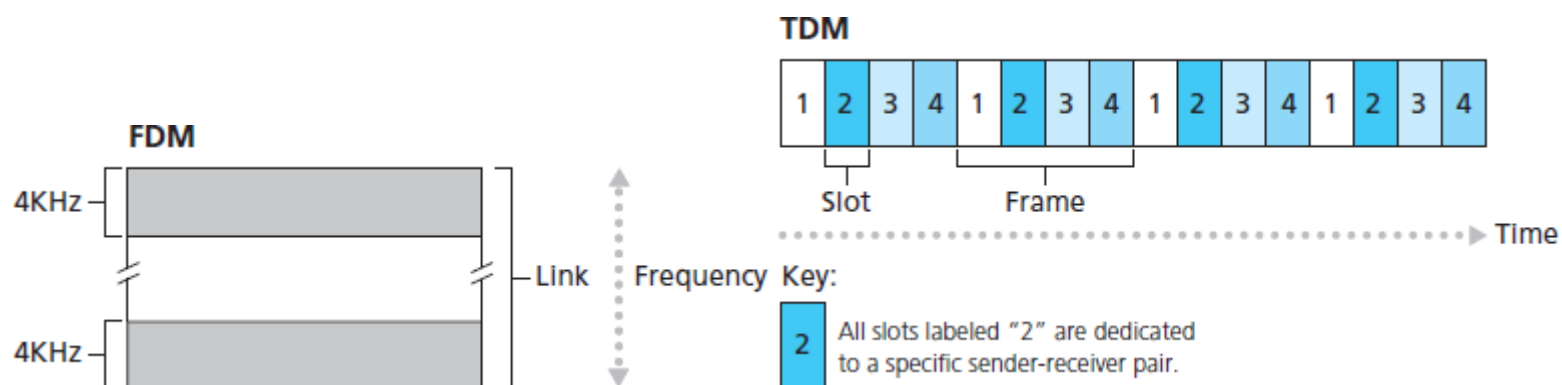 FDM
4KHz
4KHz
Link
Frequency
TDM
1 2 3 4 1 2 3 4 1 2 3 4 1 2 3 4
Slot
Frame
Time
Key:
2
All slots labeled “2” are dedicated
to a specific sender-receiver pair.